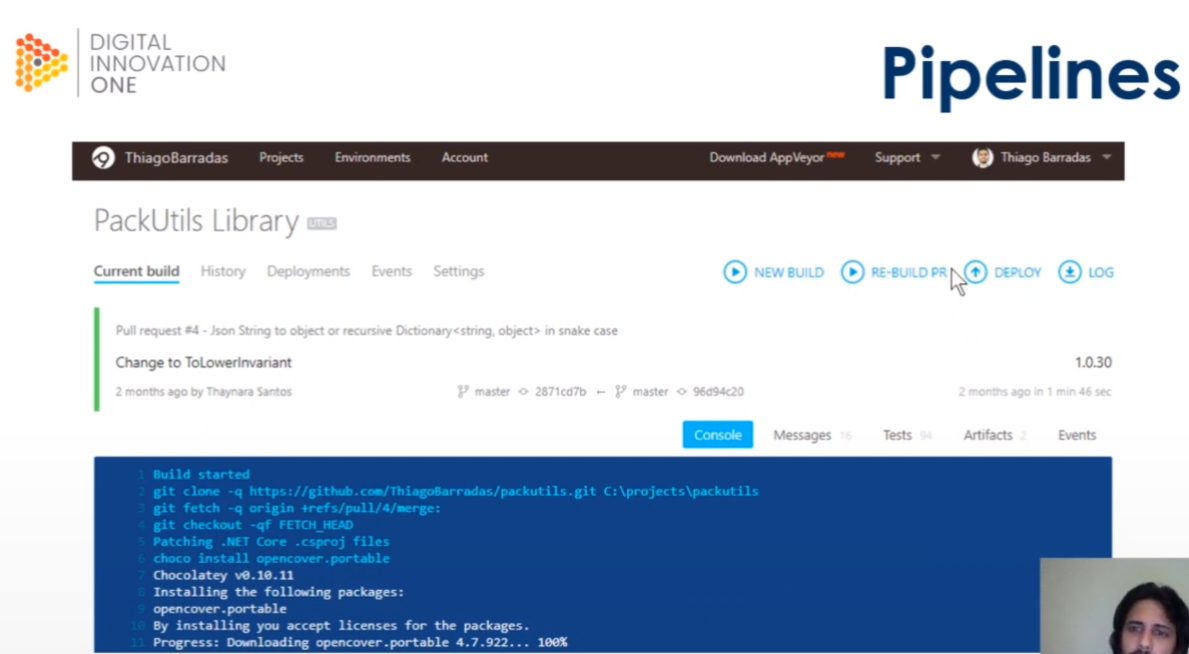 DIGITAL
INNOVATION
ONE
Pipelines
ThiagoBarradas Projects Environments Account Download AppVeyor new Support Thiago Barradas
PackUtils Library UTILS
Current build History Deployments Events Settings NEW BUILD RE-BUILD PR DEPLOY LOG
Pull request #4 - Json String to object or recursive Dictionary<string, object> in snake case
Change to ToLowerInvariant 1.0.30
2 months ago by Thaynara Santos master 2871cd7b ← master 96d94c20 2 months ago in 1 min 46 sec
Console Messages 16 Tests 94 Artifacts 2 Events
1 Build started
2 git clone -q https://github.com/ThiagoBarradas/packutils.git C:\projects\packutils
3 git fetch -q origin +refs/pull/4/merge:
4 git checkout -qf FETCH_HEAD
5 Patching .NET Core .csproj files
6 choco install opencover.portable
7 Chocolatey v0.10.11
8 Installing the following packages:
9 opencover.portable
10 By installing you accept licenses for the packages.
11 Progress: Downloading opencover.portable 4.7.922... 100%